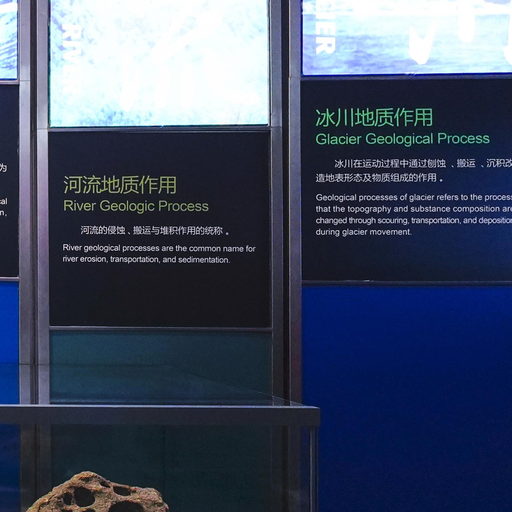 为
河流地质作用
River Geologic Process
河流的侵蚀、搬运与堆积作用的统称。
River geological processes are the common name for
river erosion, transportation, and sedimentation.
冰川地质作用
Glacier Geological Process
冰川在运动过程中通过刨蚀、搬运、沉积改
造地表形态及物质组成的作用。
Geological processes of glacier refers to the process
that the topography and substance composition are
changed through scouring, transportation, and deposition
during glacier movement.